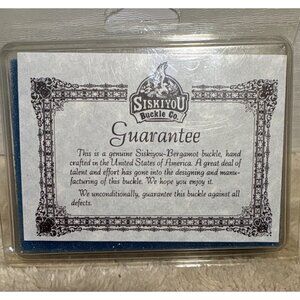 SISKIYOU
Buckle Co.
Guarantee
This is a genuine Siskiyou-Bergamot buckle, hand
crafted in the United States of America. A great deal of
talent and effort has gone into the designing and manu-
facturing of this buckle. We hope you enjoy it.
We unconditionally, guarantee this buckle against all
defects.